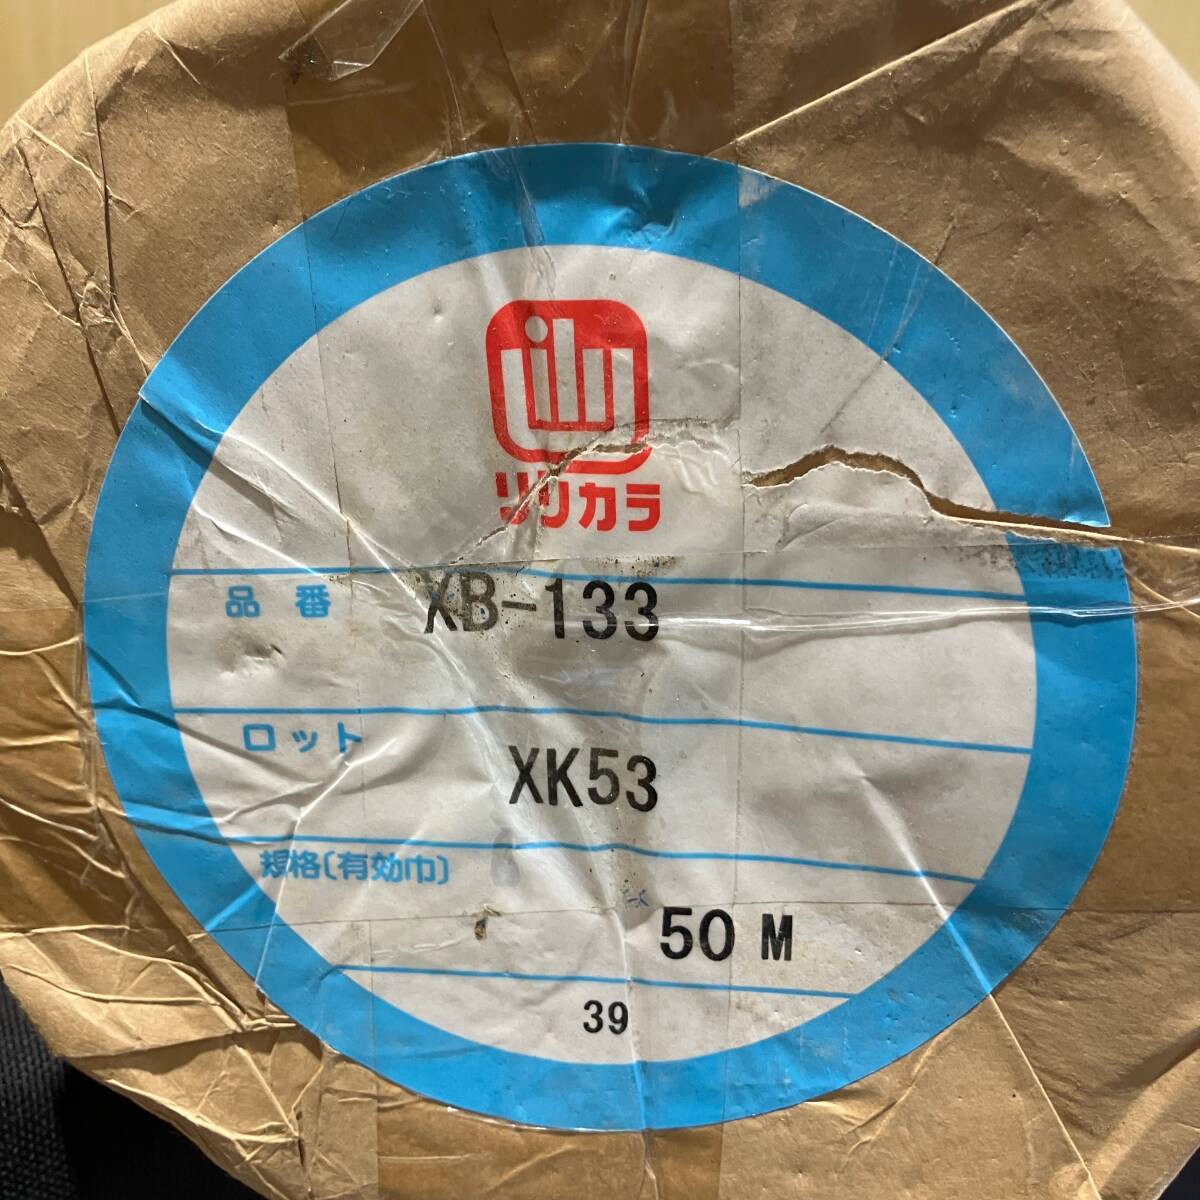 リリカラ
品番 XB-133
ロット XK53
規格(有効巾)
50 M
39